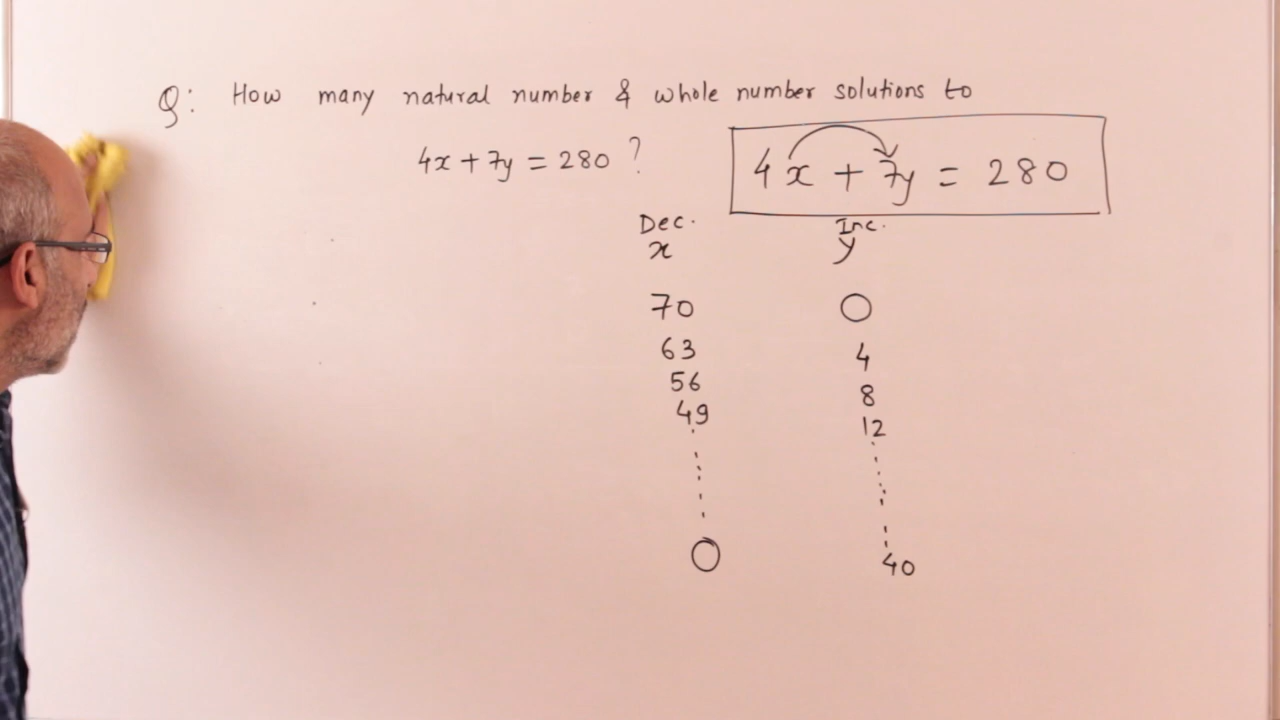 Q: How many natural number & whole number solutions to
4x + 7y = 280 ?
4x + 7y = 280
Dec. Inc.
x y
70 0
63 4
56 8
49 12
0 40